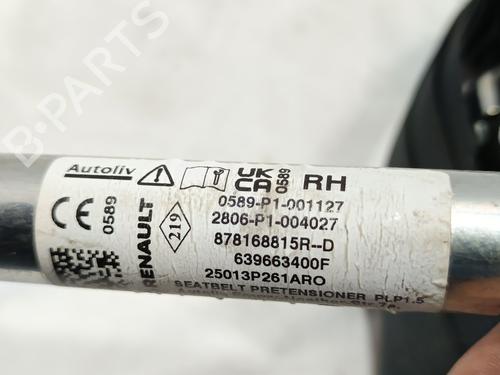 B-PARTS
Autoliv
UK
CA
0589
RH
CE
0589
RENAULT
219
0589-P1-001127
2806-P1-004027
878168815R--D
639663400F
25013P261ARO
SEATBELT PRETENSIONER PLP1.5